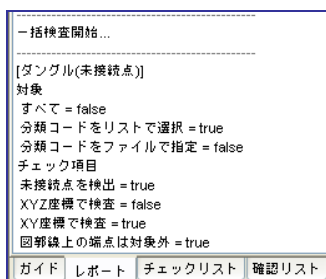 ----------------------------------------------------
一括検査開始...
----------------------------------------------------
[ダングル(未接続点)]
対象
すべて = false
分類コードをリストで選択 = true
分類コードをファイルで指定 = false
チェック項目
未接続点を検出 = true
XYZ座標で検査 = false
XY座標で検査 = true
図郭線上の端点は対象外 = true
ガイド レポート チェックリスト 確認リスト